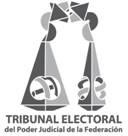 TRIBUNAL ELECTORAL
del Poder Judicial de la Federación